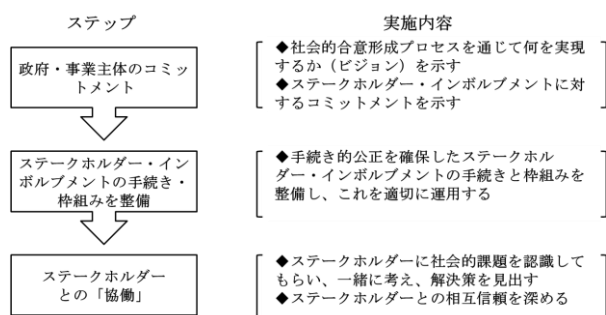 ステップ
実施内容
政府・事業主体のコミッ
トメント
◆社会的合意形成プロセスを通じて何を実現
するか（ビジョン）を示す
◆ステークホルダー・インボルブメントに対
するコミットメントを示す
ステークホルダー・イン
ボルブメントの手続き・
枠組みを整備
◆手続き的公正を確保したステークホル
ダー・インボルブメントの手続きと枠組みを
整備し、これを適切に運用する
ステークホルダー
との「協働」
◆ステークホルダーに社会的課題を認識して
もらい、一緒に考え、解決策を見出す
◆ステークホルダーとの相互信頼を深める